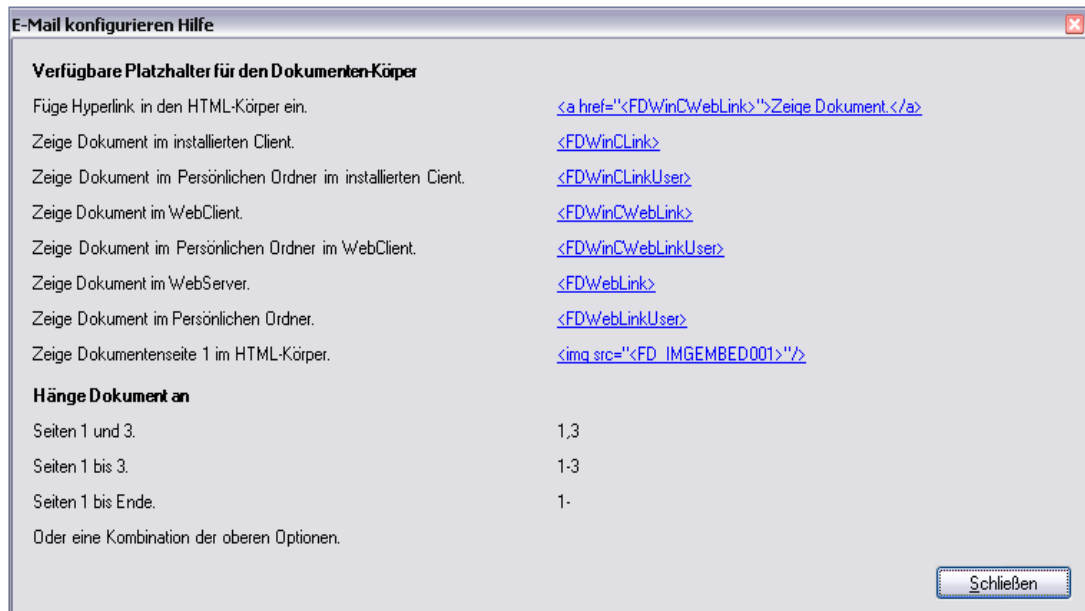 E-Mail konfigurieren Hilfe
Verfügbare Platzhalter für den Dokumenten-Körper
Füge Hyperlink in den HTML-Körper ein. <a href="<FDWinCWebLink>">Zeige Dokument.</a>
Zeige Dokument im installierten Client. <FDWinCLink>
Zeige Dokument im Persönlichen Ordner im installierten Cient. <FDWinCLinkUser>
Zeige Dokument im WebClient. <FDWinCWebLink>
Zeige Dokument im Persönlichen Ordner im WebClient. <FDWinCWebLinkUser>
Zeige Dokument im WebServer. <FDWebLink>
Zeige Dokument im Persönlichen Ordner. <FDWebLinkUser>
Zeige Dokumentenseite 1 im HTML-Körper. <img src="<FD_IMGEMBED001>"/>
Hänge Dokument an
Seiten 1 und 3. 1,3
Seiten 1 bis 3. 1-3
Seiten 1 bis Ende. 1-
Oder eine Kombination der oberen Optionen.
Schließen